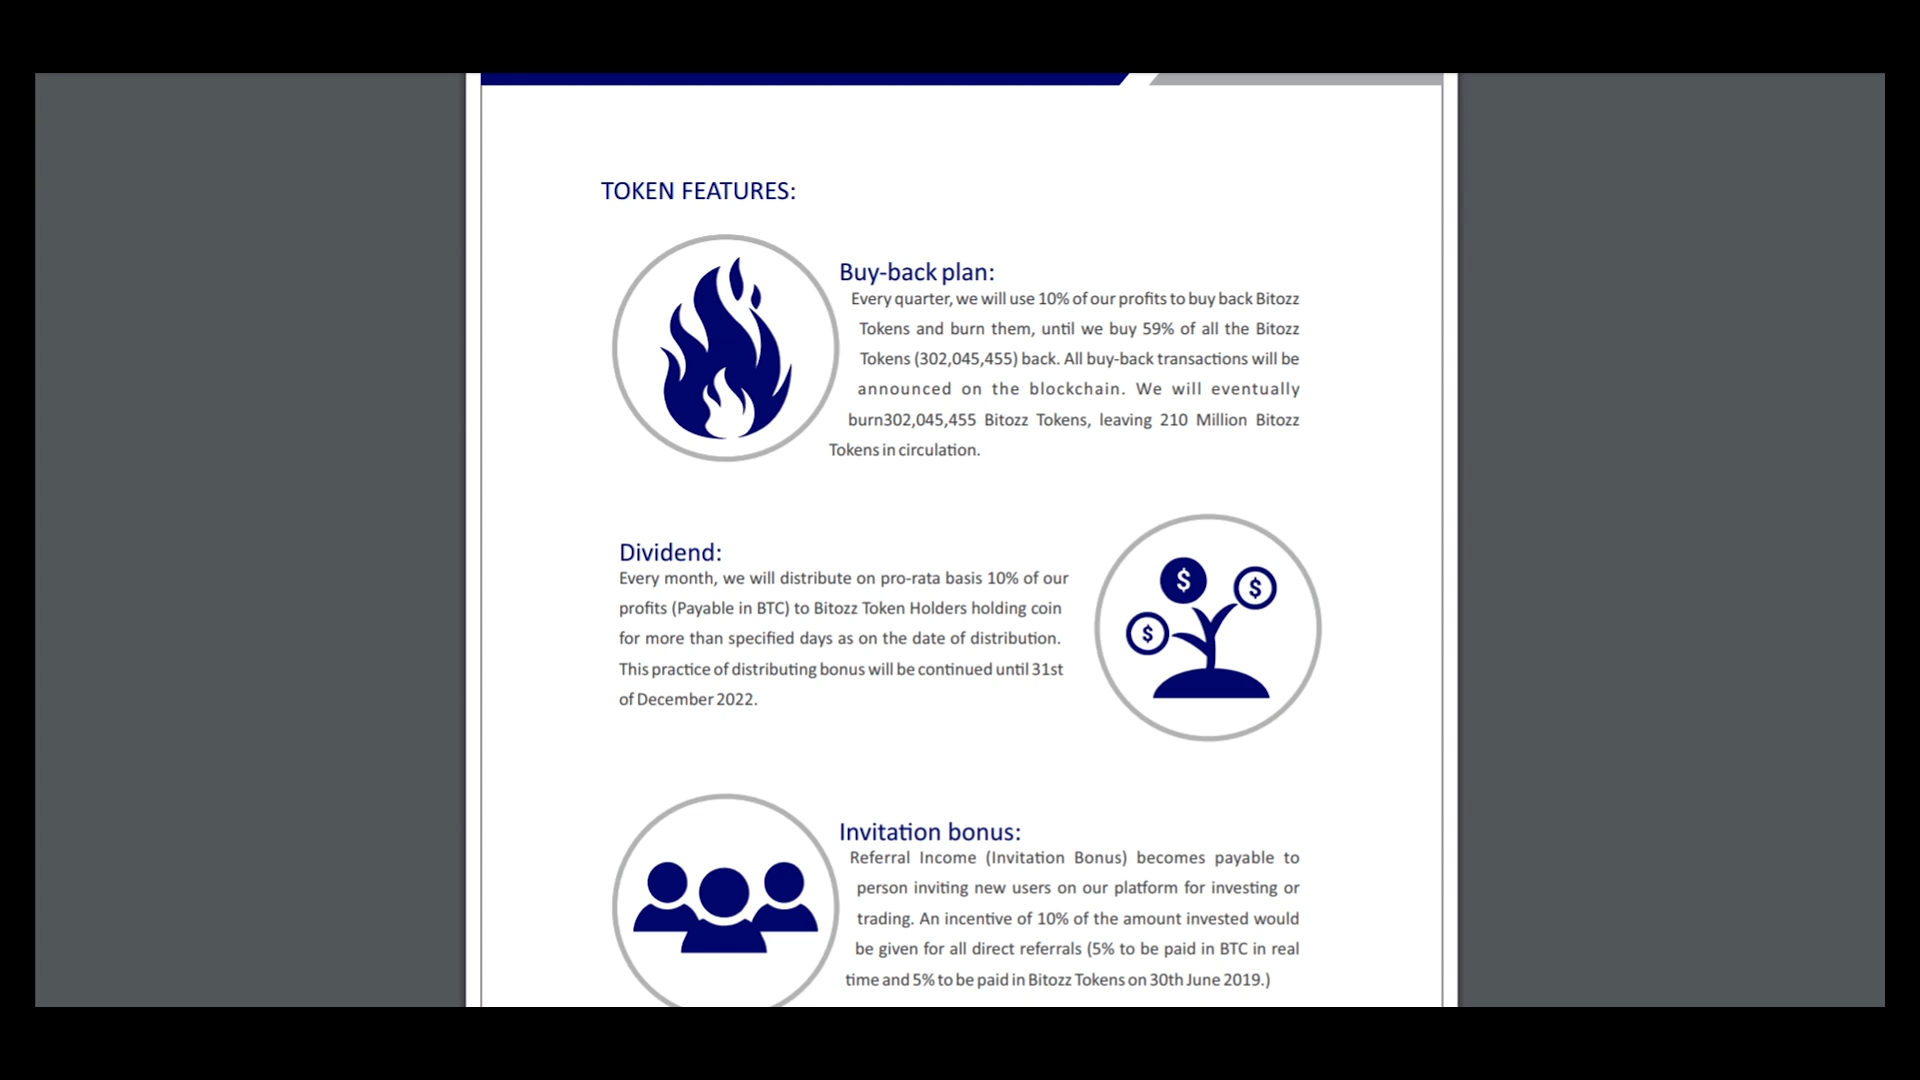 TOKEN FEATURES:
Buy-back plan:
Every quarter, we will use 10% of our profits to buy back Bitozz
Tokens and burn them, until we buy 59% of all the Bitozz
Tokens (302,045,455) back. All buy-back transactions will be
announced on the blockchain. We will eventually
burn302,045,455 Bitozz Tokens, leaving 210 Million Bitozz
Tokens in circulation.
Dividend:
Every month, we will distribute on pro-rata basis 10% of our
profits (Payable in BTC) to Bitozz Token Holders holding coin
for more than specified days as on the date of distribution.
This practice of distributing bonus will be continued until 31st
of December 2022.
$
$
$
Invitation bonus:
Referral Income (Invitation Bonus) becomes payable to
person inviting new users on our platform for investing or
trading. An incentive of 10% of the amount invested would
be given for all direct referrals (5% to be paid in BTC in real
time and 5% to be paid in Bitozz Tokens on 30th June 2019.)